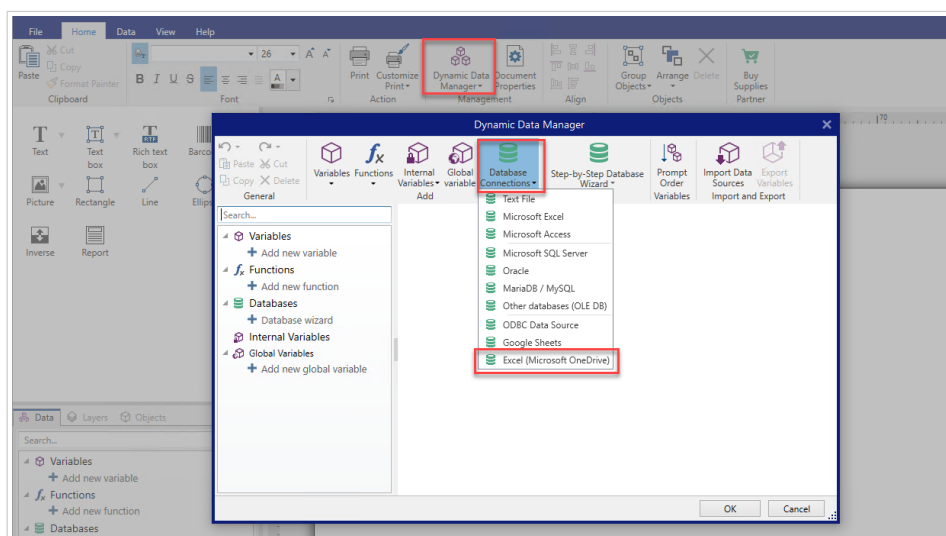 File Home Data View Help
Cut
Copy
Format Painter
Paste
Clipboard
26 A A
B I U S A
Font
Print Customize Print
Action
Dynamic Data Manager Document Properties
Management
Align
Group Objects Arrange Delete
Objects
Buy Supplies
Partner
70
Text Text box Rich text box Barco
RTF
Picture Rectangle Line Ellip
Inverse Report
Dynamic Data Manager
Paste Cut
Copy Delete
General
Variables Functions Internal Variables Global variable Database Connections Step-by-Step Database Wizard
Add
Prompt Order
Variables
Import Data Sources Export Variables
Import and Export
Search...
Variables
Add new variable
Functions
Add new function
Databases
Database wizard
Internal Variables
Global Variables
Add new global variable
Text File
Microsoft Excel
Microsoft Access
Microsoft SQL Server
Oracle
MariaDB / MySQL
Other databases (OLE DB)
ODBC Data Source
Google Sheets
Excel (Microsoft OneDrive)
OK Cancel
Data Layers Objects
Search...
Variables
Add new variable
Functions
Add new function
Databases